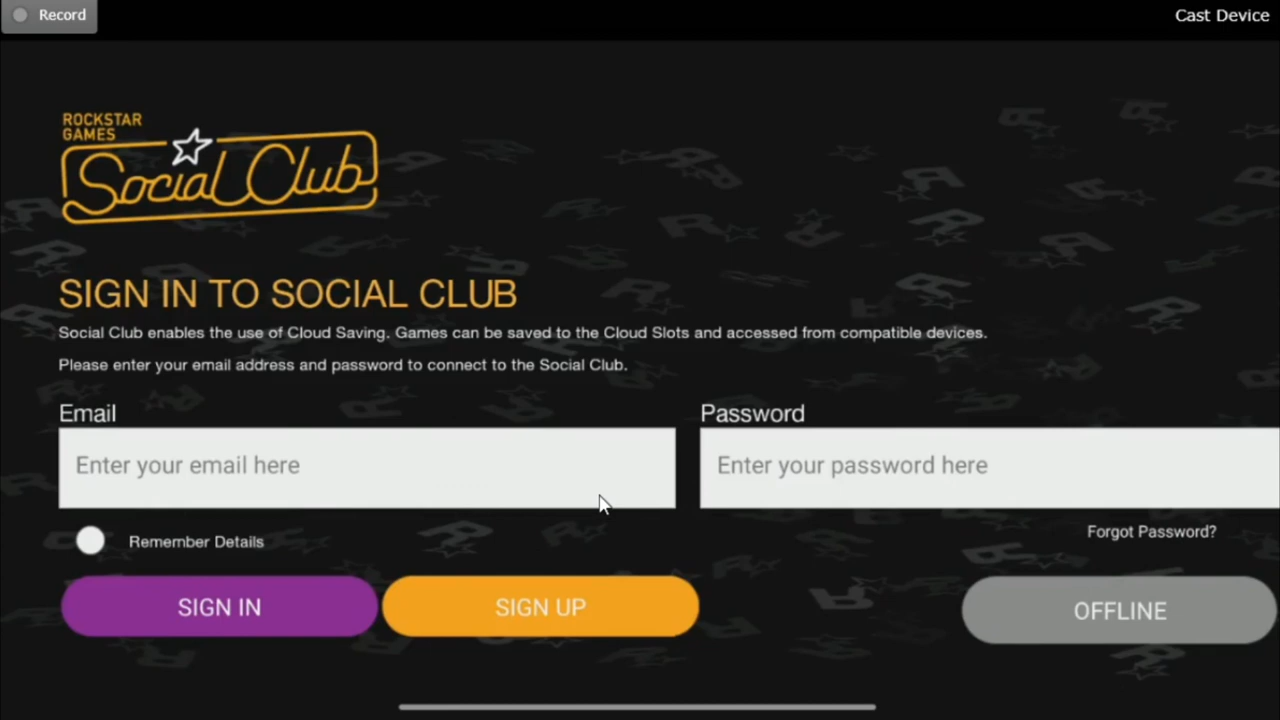 Record
Cast Device
ROCKSTAR
GAMES
Social Club
SIGN IN TO SOCIAL CLUB
Social Club enables the use of Cloud Saving. Games can be saved to the Cloud Slots and accessed from compatible devices.
Please enter your email address and password to connect to the Social Club.
Email
Password
Enter your email here
Enter your password here
Remember Details
Forgot Password?
SIGN IN
SIGN UP
OFFLINE